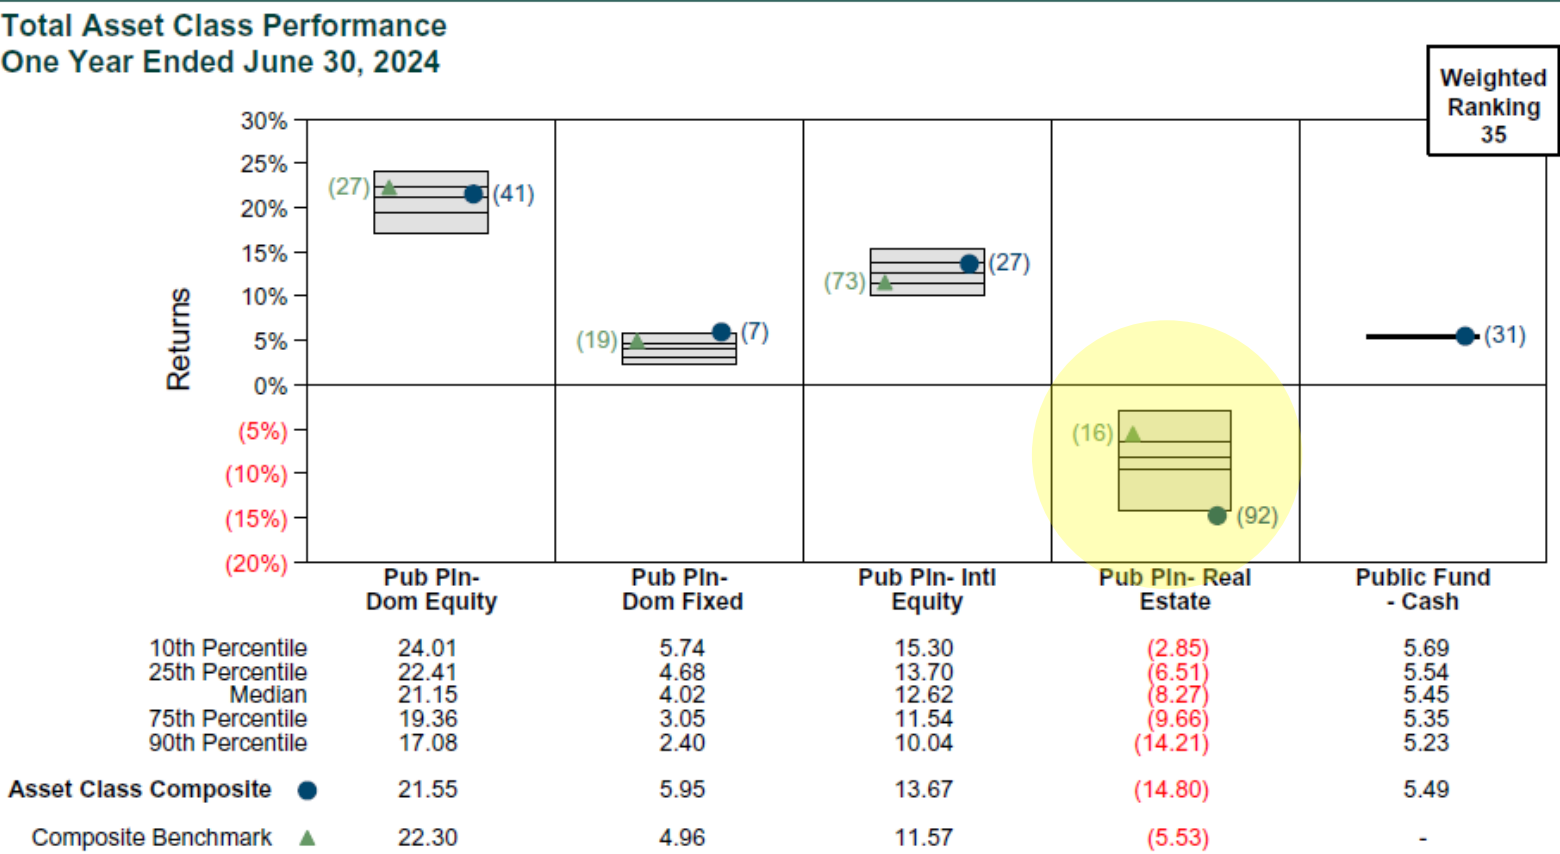 Total Asset Class Performance
One Year Ended June 30, 2024
Weighted
Ranking
35
Returns
30%
25%
20%
15%
10%
5%
0%
(5%)
(10%)
(15%)
(20%)
(27) (41)
(19) (7)
(73) (27)
(16) (92)
(31)
Pub Pln- Dom Equity
Pub Pln- Dom Fixed
Pub Pln- Intl Equity
Pub Pln- Real Estate
Public Fund - Cash
10th Percentile 24.01 5.74 15.30 (2.85) 5.69
25th Percentile 22.41 4.68 13.70 (6.51) 5.54
Median 21.15 4.02 12.62 (8.27) 5.45
75th Percentile 19.36 3.05 11.54 (9.66) 5.35
90th Percentile 17.08 2.40 10.04 (14.21) 5.23
Asset Class Composite 21.55 5.95 13.67 (14.80) 5.49
Composite Benchmark 22.30 4.96 11.57 (5.53) -